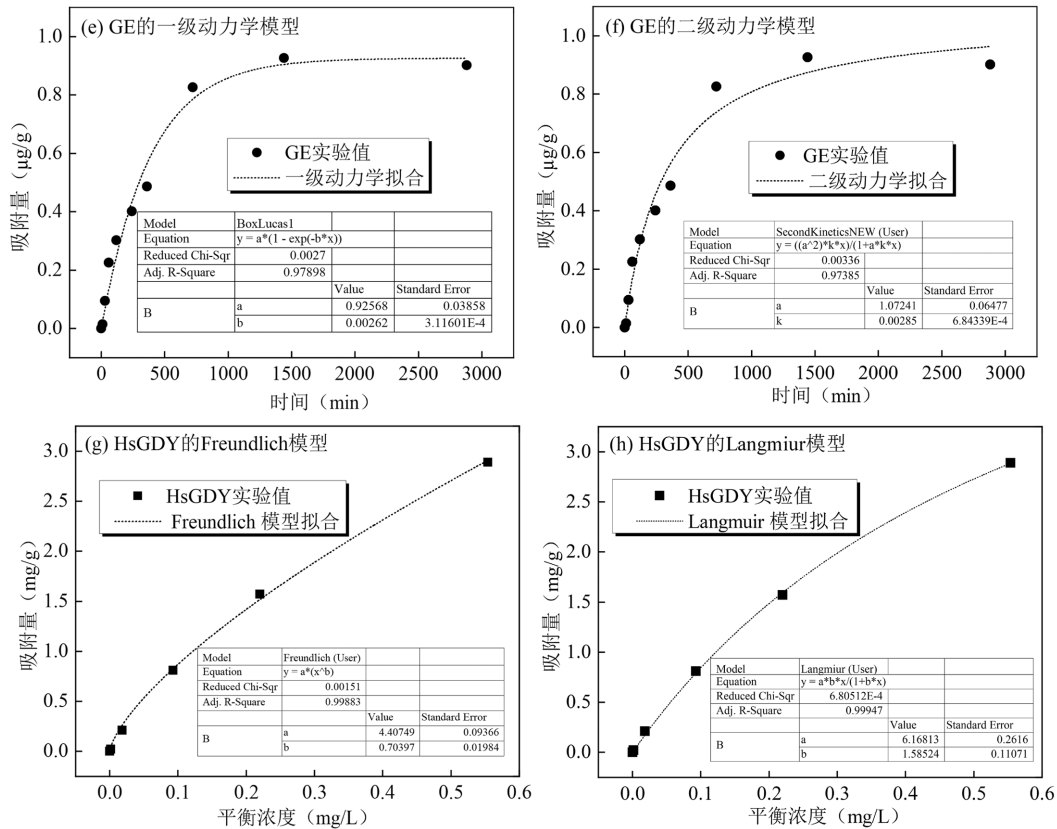 (e) GE的一级动力学模型
吸附量（μg/g）
1.0
0.8
0.6
0.4
0.2
0.0
GE实验值
一级动力学拟合
Model BoxLucas1
Equation y = a*(1 - exp(-b*x))
Reduced Chi-Sqr 0.0027
Adj. R-Square 0.97898
Value Standard Error
B a 0.92568 0.03858
b 0.00262 3.11601E-4
0 500 1000 1500 2000 2500 3000
时间（min）
(f) GE的二级动力学模型
吸附量（μg/g）
1.0
0.8
0.6
0.4
0.2
0.0
GE实验值
二级动力学拟合
Model SecondKineticsNEW (User)
Equation y = ((a^2)*k*x)/(1+a*k*x)
Reduced Chi-Sqr 0.00336
Adj. R-Square 0.97385
Value Standard Error
B a 1.07241 0.06477
k 0.00285 6.84339E-4
0 500 1000 1500 2000 2500 3000
时间（min）
(g) HsGDY的Freundlich模型
吸附量（mg/g）
3.0
2.5
2.0
1.5
1.0
0.5
0.0
HsGDY实验值
Freundlich 模型拟合
Model Freundlich (User)
Equation y = a*(x^b)
Reduced Chi-Sqr 0.00151
Adj. R-Square 0.99883
Value Standard Error
B a 4.40749 0.09366
b 0.70397 0.01984
0.0 0.1 0.2 0.3 0.4 0.5 0.6
平衡浓度（mg/L）
(h) HsGDY的Langmiur模型
吸附量（mg/g）
3.0
2.5
2.0
1.5
1.0
0.5
0.0
HsGDY实验值
Langmuir 模型拟合
Model Langmiur (User)
Equation y = a*b*x/(1+b*x)
Reduced Chi-Sqr 6.80512E-4
Adj. R-Square 0.99947
Value Standard Error
B a 6.16813 0.2616
b 1.58524 0.11071
0.0 0.1 0.2 0.3 0.4 0.5 0.6
平衡浓度（mg/L）